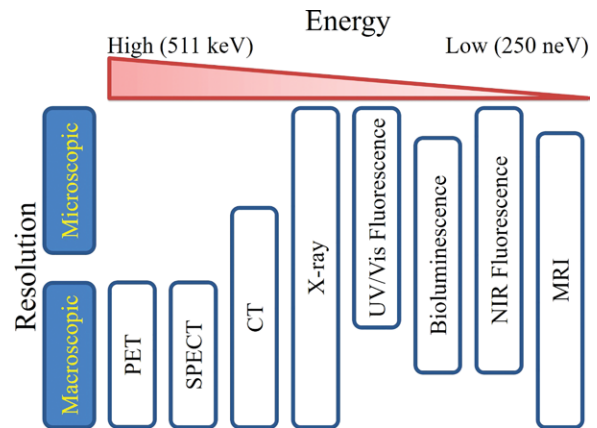 Energy
High (511 keV)
Low (250 neV)
Resolution
Microscopic
Macroscopic
PET
SPECT
CT
X-ray
UV/Vis Fluorescence
Bioluminescence
NIR Fluorescence
MRI